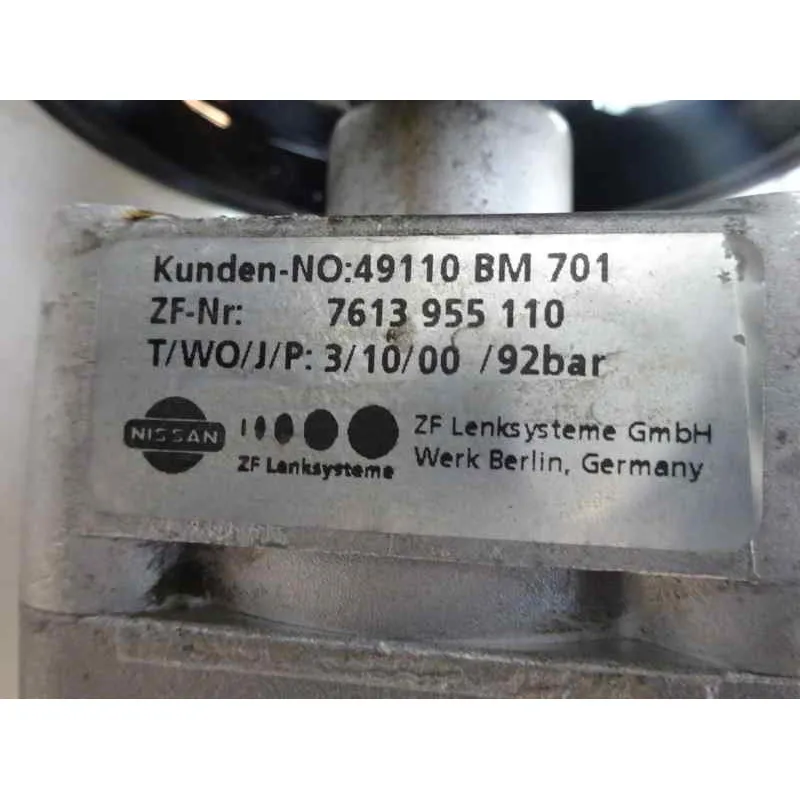 Kunden-NO:49110 BM 701
ZF-Nr: 7613 955 110
T/WO/J/P: 3/10/00 /92bar
NISSAN
ZF Lenksysteme
ZF Lenksysteme GmbH
Werk Berlin, Germany